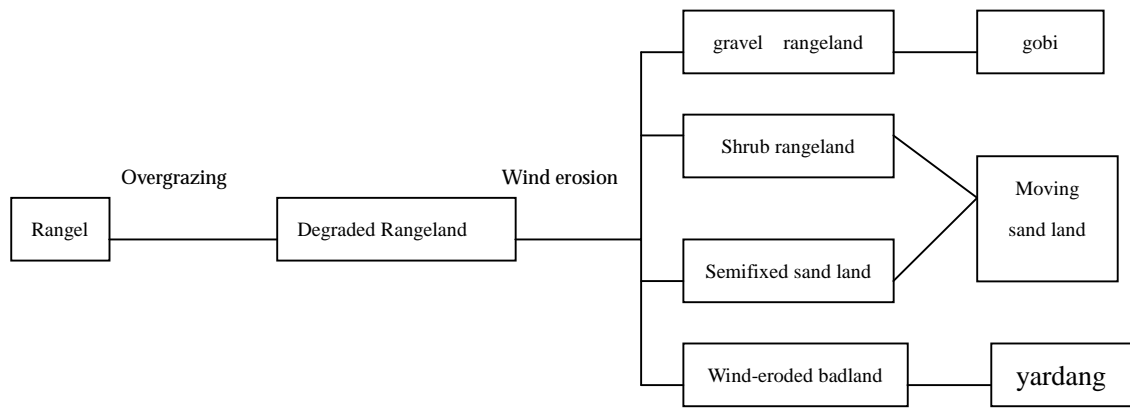 gravel rangeland
gobi
Shrub rangeland
Overgrazing
Wind erosion
Moving
sand land
Rangel
Degraded Rangeland
Semifixed sand land
Wind-eroded badland
yardang